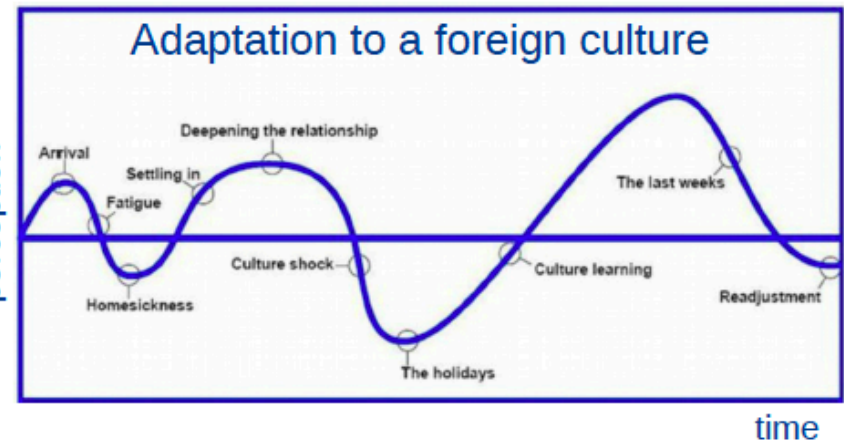 Adaptation to a foreign culture
Deepening the relationship
Arrival
Settling in
Fatigue
The last weeks
Culture shock
Culture learning
Homesickness
Readjustment
The holidays
time